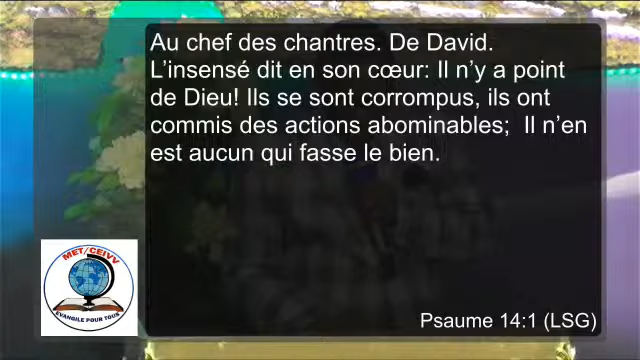 Au chef des chantres. De David.
L’insensé dit en son cœur: Il n’y a point
de Dieu! Ils se sont corrompus, ils ont
commis des actions abominables;  Il n’en
est aucun qui fasse le bien.
MET/CEIVV
EVANGILE POUR TOUS
Psaume 14:1 (LSG)